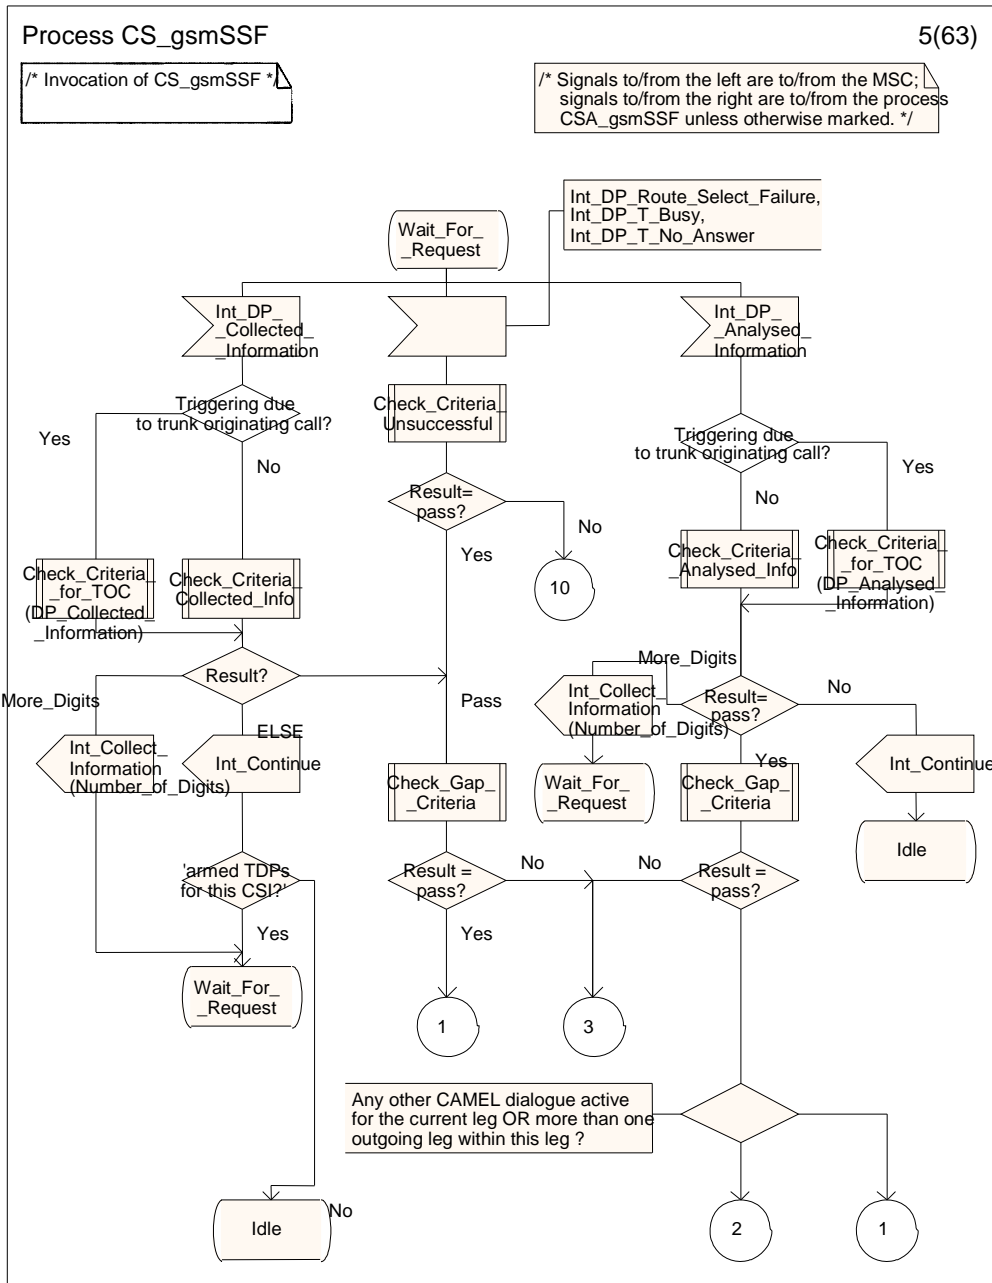 Process CS_gsmSSF
5(63)
/* Invocation of CS_gsmSSF */
/* Signals to/from the left are to/from the MSC;
signals to/from the right are to/from the process
CSA_gsmSSF unless otherwise marked. */
Int_DP_Route_Select_Failure,
Int_DP_T_Busy,
Int_DP_T_No_Answer
Wait_For_
_Request
Int_DP_
_Collected_
_Information
Int_DP_
_Analysed_
Information
Triggering due
to trunk originating call?
Yes
No
Check_Criteria_
Unsuccessful
Triggering due
to trunk originating call?
Yes
No
Result=
pass?
No
Yes
10
Check_Criteria_
_for_TOC
(DP_Collected_
_Information)
Check_Criteria_
Collected_Info
Check_Criteria_
_Analysed_Info
Check_Criteria_
_for_TOC
(DP_Analysed_
_Information)
Result?
More_Digits
Pass
ELSE
More_Digits
Result=
pass?
No
Yes
Int_Collect_
Information
(Number_of_Digits)
Int_Continue
Int_Collect_
Information
(Number_of_Digits)
Int_Continue
Check_Gap_
_Criteria
Wait_For_
_Request
Check_Gap_
_Criteria
Idle
'armed TDPs
for this CSI?'
Yes
Result =
pass?
No
No
Result =
pass?
Yes
Wait_For_
_Request
1
3
Any other CAMEL dialogue active
for the current leg OR more than one
outgoing leg within this leg ?
No
Idle
2
1